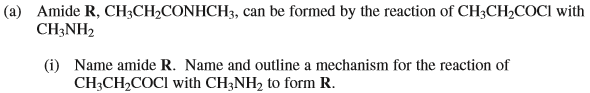 (a) Amide R, CH3CH2CONHCH3, can be formed by the reaction of CH3CH2COCl with
CH3NH2
(i) Name amide R. Name and outline a mechanism for the reaction of
CH3CH2COCl with CH3NH2 to form R.